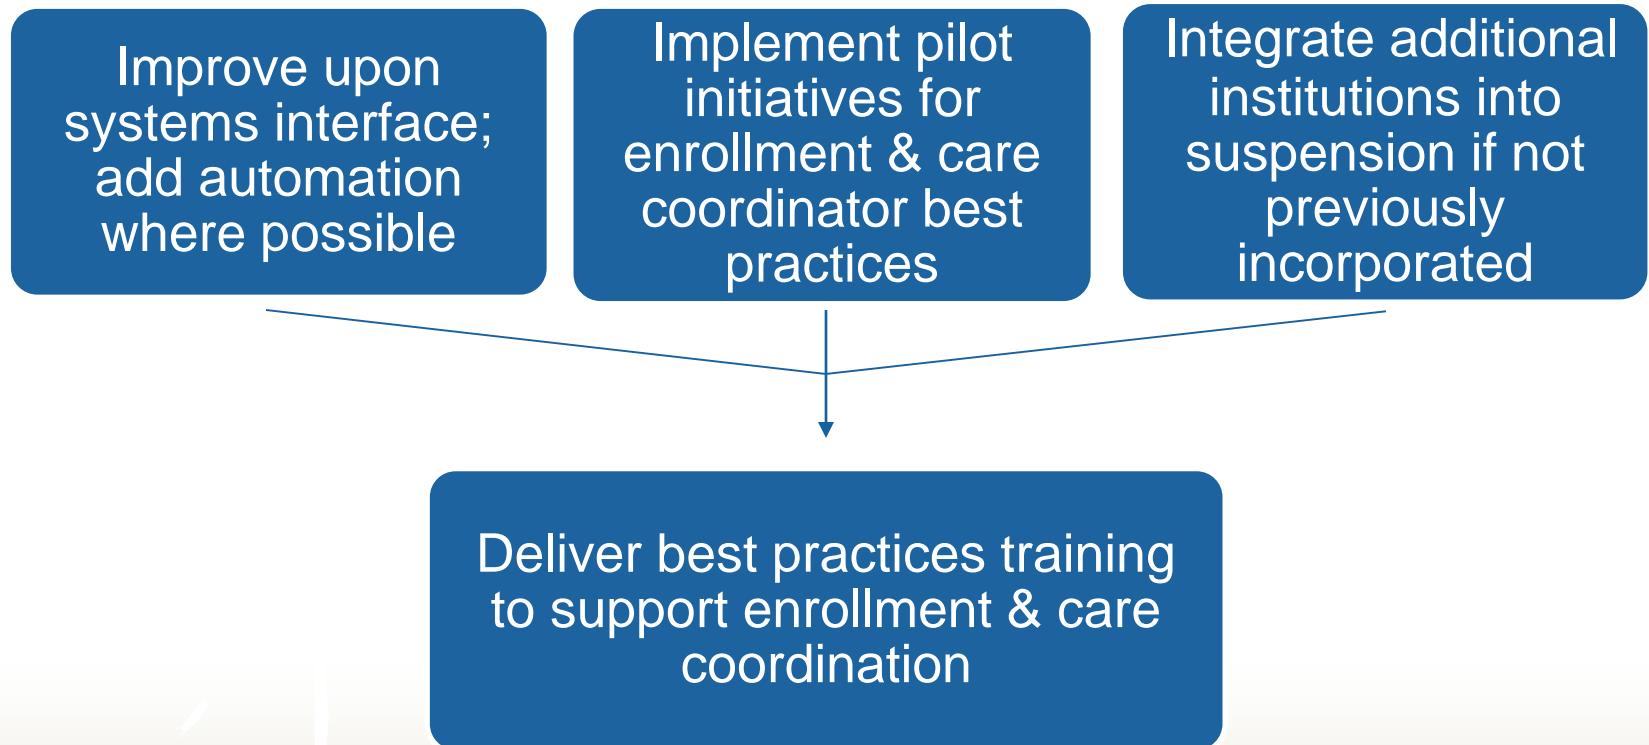 Improve upon
systems interface;
add automation
where possible
Implement pilot
initiatives for
enrollment & care
coordinator best
practices
Integrate additional
institutions into
suspension if not
previously
incorporated
Deliver best practices training
to support enrollment & care
coordination